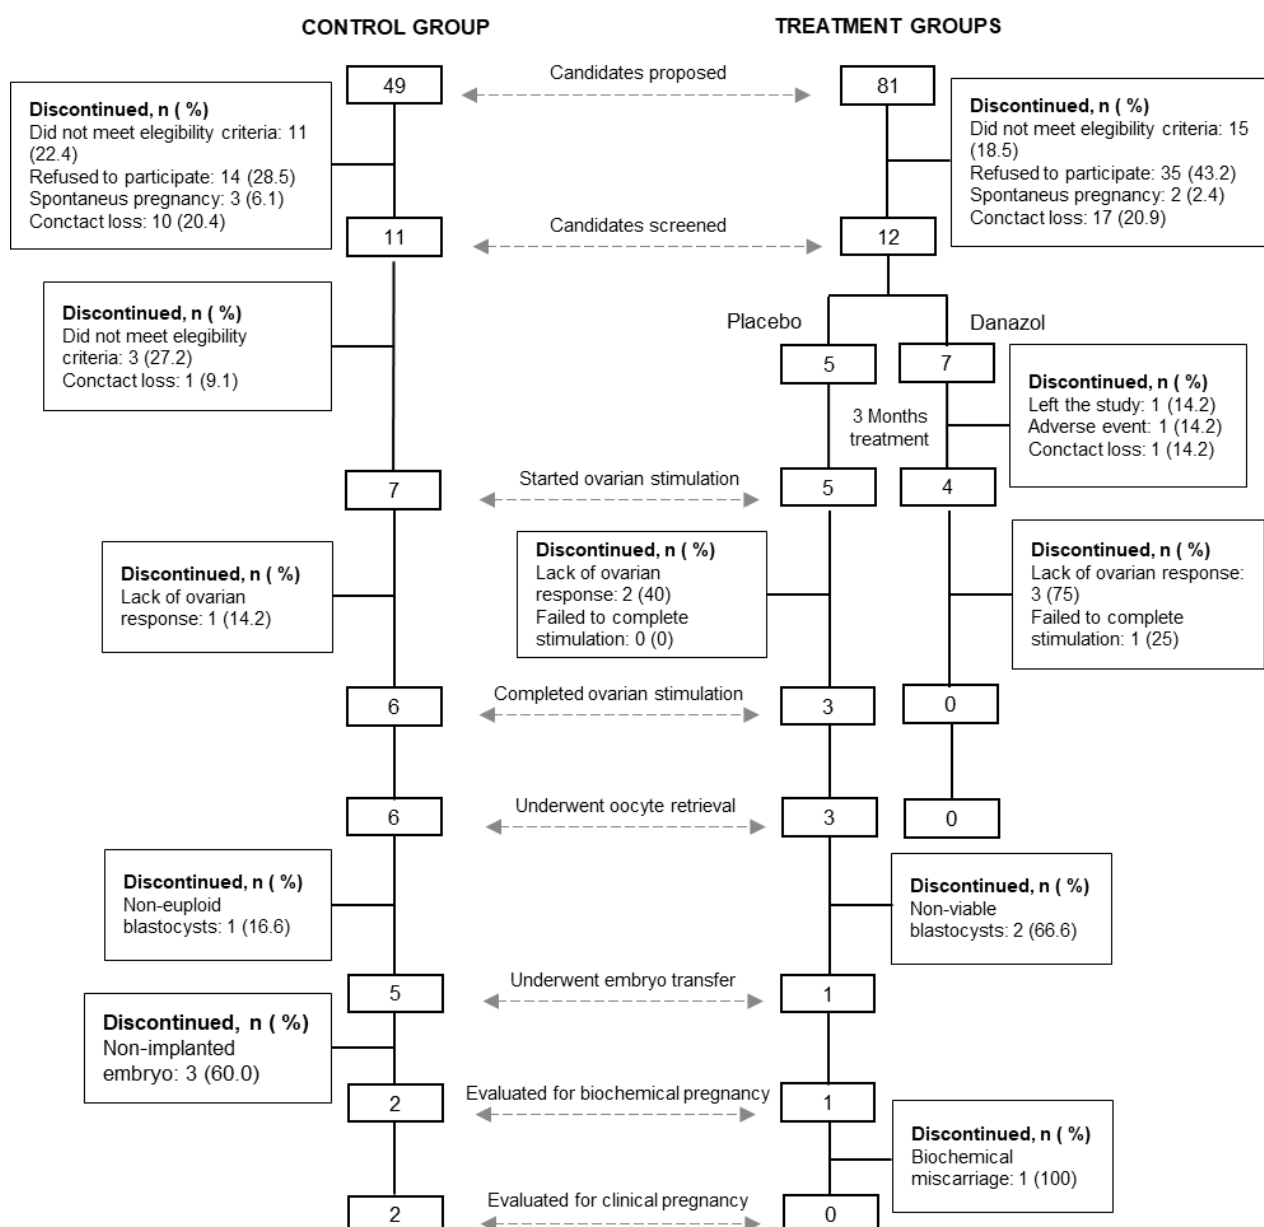 CONTROL GROUP
TREATMENT GROUPS
49
Candidates proposed
81
Discontinued, n ( %)
Did not meet elegibility criteria: 11
(22.4)
Refused to participate: 14 (28.5)
Spontaneus pregnancy: 3 (6.1)
Conctact loss: 10 (20.4)
Discontinued, n ( %)
Did not meet elegibility criteria: 15
(18.5)
Refused to participate: 35 (43.2)
Spontaneus pregnancy: 2 (2.4)
Conctact loss: 17 (20.9)
11
Candidates screened
12
Discontinued, n ( %)
Did not meet elegibility
criteria: 3 (27.2)
Conctact loss: 1 (9.1)
Placebo
Danazol
5
7
3 Months
treatment
Discontinued, n ( %)
Left the study: 1 (14.2)
Adverse event: 1 (14.2)
Conctact loss: 1 (14.2)
7
Started ovarian stimulation
5
4
Discontinued, n ( %)
Lack of ovarian
response: 1 (14.2)
Discontinued, n ( %)
Lack of ovarian
response: 2 (40)
Failed to complete
stimulation: 0 (0)
Discontinued, n ( %)
Lack of ovarian response:
3 (75)
Failed to complete
stimulation: 1 (25)
6
Completed ovarian stimulation
3
0
6
Underwent oocyte retrieval
3
0
Discontinued, n ( %)
Non-euploid
blastocysts: 1 (16.6)
Discontinued, n ( %)
Non-viable
blastocysts: 2 (66.6)
5
Underwent embryo transfer
1
Discontinued, n ( %)
Non-implanted
embryo: 3 (60.0)
2
Evaluated for biochemical pregnancy
1
Discontinued, n ( %)
Biochemical
miscarriage: 1 (100)
2
Evaluated for clinical pregnancy
0